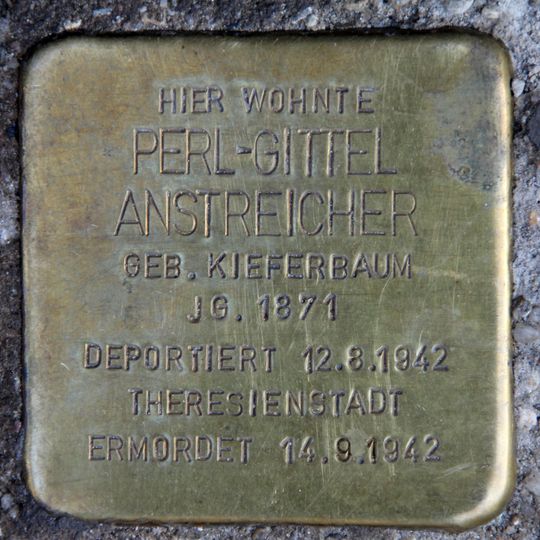 HIER WOHNTE
PERL-GITTEL
ANSTREICHER
GEB. KIEFERBAUM
JG. 1871
DEPORTIERT 12.8.1942
THERESIENSTADT
ERMORDET 14.9.1942